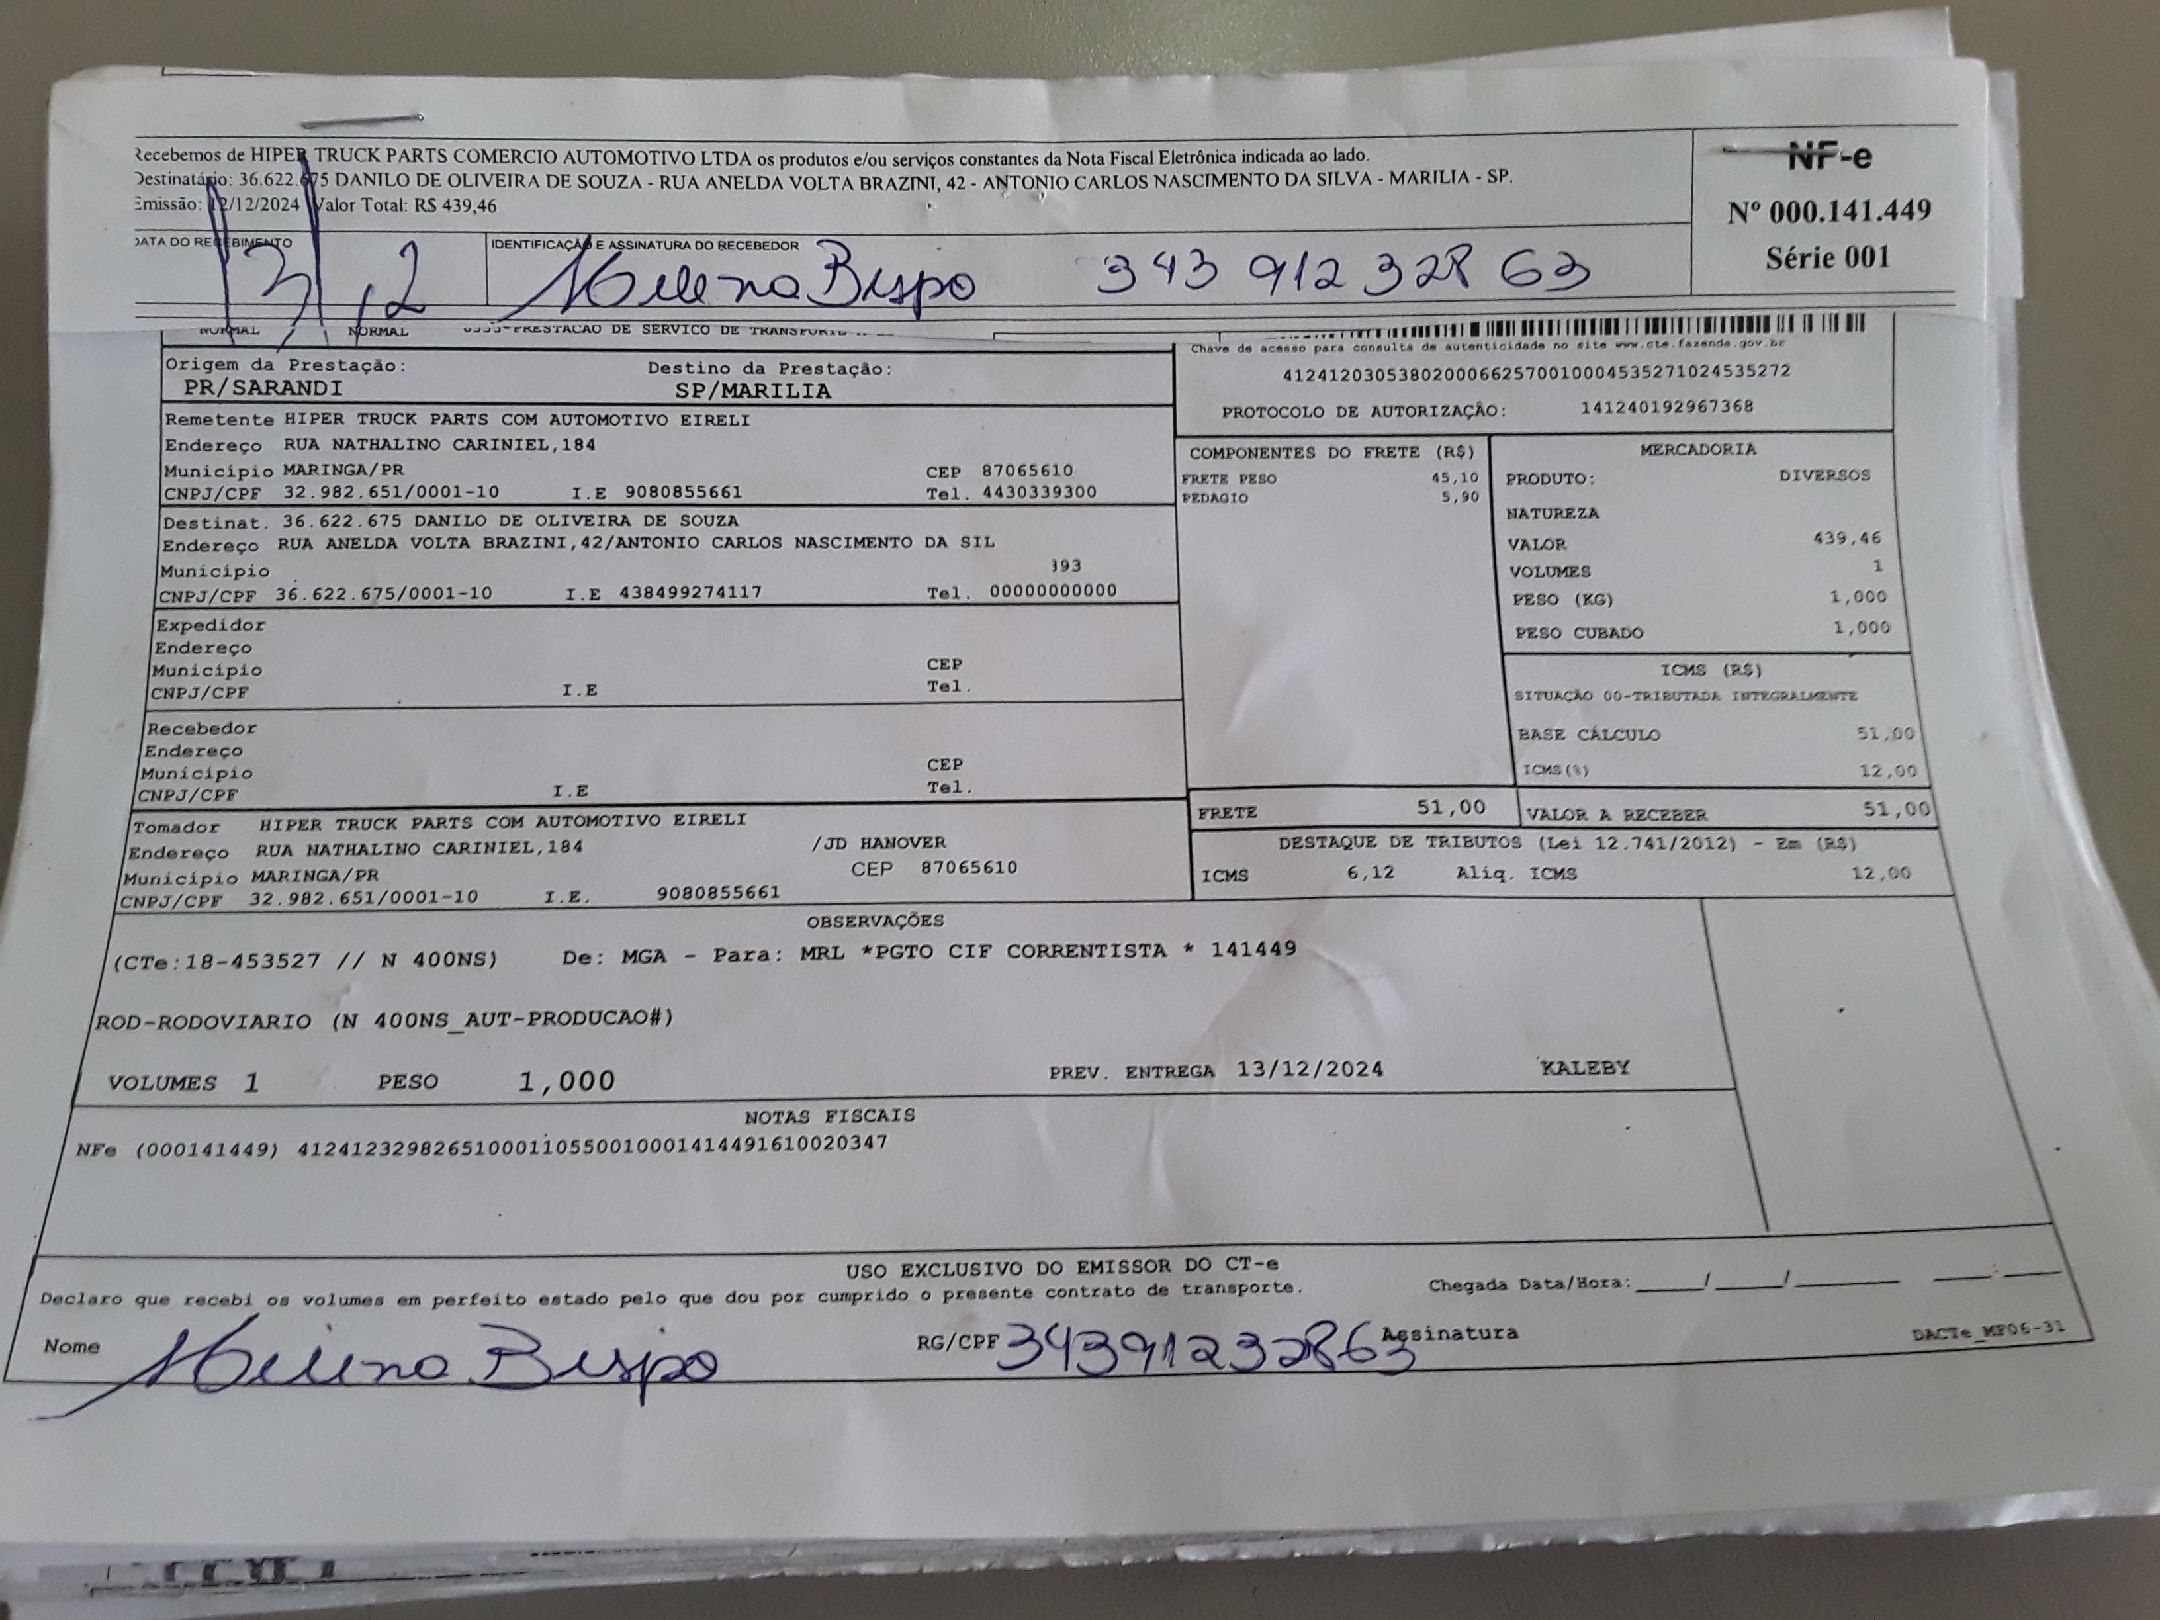 Recebemos de HIPER TRUCK PARTS COMERCIO AUTOMOTIVO LTDA os produtos e/ou serviços constantes da Nota Fiscal Eletrônica indicada ao lado.
Destinatário: 36.622.675 DANILO DE OLIVEIRA DE SOUZA - RUA ANELDA VOLTA BRAZINI, 42 - ANTONIO CARLOS NASCIMENTO DA SILVA - MARILIA - SP.
Emissão: 12/12/2024 Valor Total: R$ 439,46
NF-e
Nº 000.141.449
Série 001
DATA DO RECEBIMENTO
13/12
IDENTIFICAÇÃO E ASSINATURA DO RECEBEDOR
Milena Bispo 343 912 328 63
NORMAL NORMAL PRESTACAO DE SERVICO DE TRANSPORTE
Origem da Prestação: Destino da Prestação:
PR/SARANDI SP/MARILIA
Chave de acesso para consulta de autenticidade no site www.cte.fazenda.gov.br
41241203053802000662570010004535271024535272
PROTOCOLO DE AUTORIZAÇÃO: 141240192967368
Remetente HIPER TRUCK PARTS COM AUTOMOTIVO EIRELI
Endereço RUA NATHALINO CARINIEL,184
Município MARINGA/PR CEP 87065610
CNPJ/CPF 32.982.651/0001-10 I.E 9080855661 Tel. 4430339300
Destinat. 36.622.675 DANILO DE OLIVEIRA DE SOUZA
Endereço RUA ANELDA VOLTA BRAZINI,42/ANTONIO CARLOS NASCIMENTO DA SIL
Município 393
CNPJ/CPF 36.622.675/0001-10 I.E 438499274117 Tel. 00000000000
Expedidor
Endereço
Município CEP
CNPJ/CPF I.E Tel.
Recebedor
Endereço
Município CEP
CNPJ/CPF I.E Tel.
Tomador HIPER TRUCK PARTS COM AUTOMOTIVO EIRELI
Endereço RUA NATHALINO CARINIEL,184 /JD HANOVER
Município MARINGA/PR CEP 87065610
CNPJ/CPF 32.982.651/0001-10 I.E. 9080855661
COMPONENTES DO FRETE (R$)
FRETE PESO 45,10
PEDAGIO 5,90
MERCADORIA
PRODUTO: DIVERSOS
NATUREZA
VALOR 439,46
VOLUMES 1
PESO (KG) 1,000
PESO CUBADO 1,000
ICMS (R$)
SITUAÇÃO 00-TRIBUTADA INTEGRALMENTE
BASE CÁLCULO 51,00
ICMS(%) 12,00
FRETE 51,00 VALOR A RECEBER 51,00
DESTAQUE DE TRIBUTOS (Lei 12.741/2012) - Em (R$)
ICMS 6,12 Aliq. ICMS 12,00
OBSERVAÇÕES
(CTe:18-453527 // N 400NS) De: MGA - Para: MRL *PGTO CIF CORRENTISTA * 141449
ROD-RODOVIARIO (N 400NS_AUT-PRODUCAO#)
VOLUMES 1 PESO 1,000 PREV. ENTREGA 13/12/2024 KALEBY
NOTAS FISCAIS
NFe (000141449) 41241232982651000110550010001414491610020347
USO EXCLUSIVO DO EMISSOR DO CT-e
Declaro que recebi os volumes em perfeito estado pelo que dou por cumprido o presente contrato de transporte. Chegada Data/Hora:____/____/______ ____:____
Nome Milena Bispo RG/CPF 34391232863 Assinatura DACTe_MF06-31